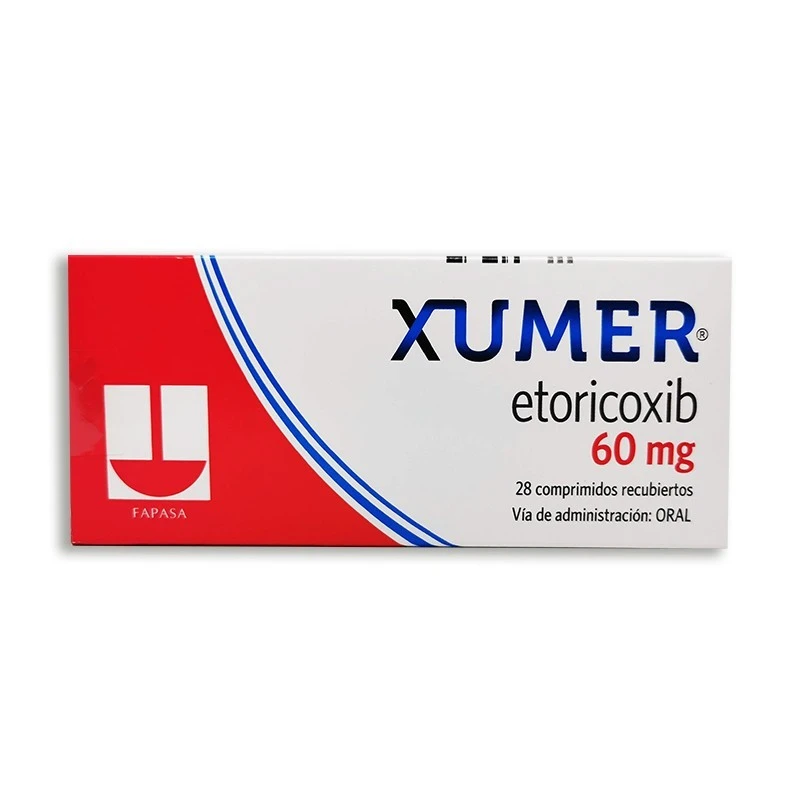 XUMER®
etoricoxib
60 mg
28 comprimidos recubiertos
Vía de administración: ORAL
FAPASA